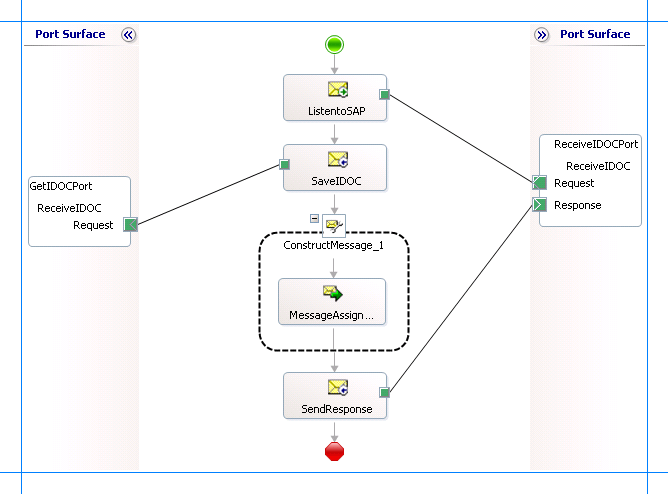 Port Surface
Port Surface
ListentoSAP
ReceiveIDOCPort
ReceiveIDOC
Request
Response
SaveIDOC
GetIDOCPort
ReceiveIDOC
Request
ConstructMessage_1
MessageAssign...
SendResponse